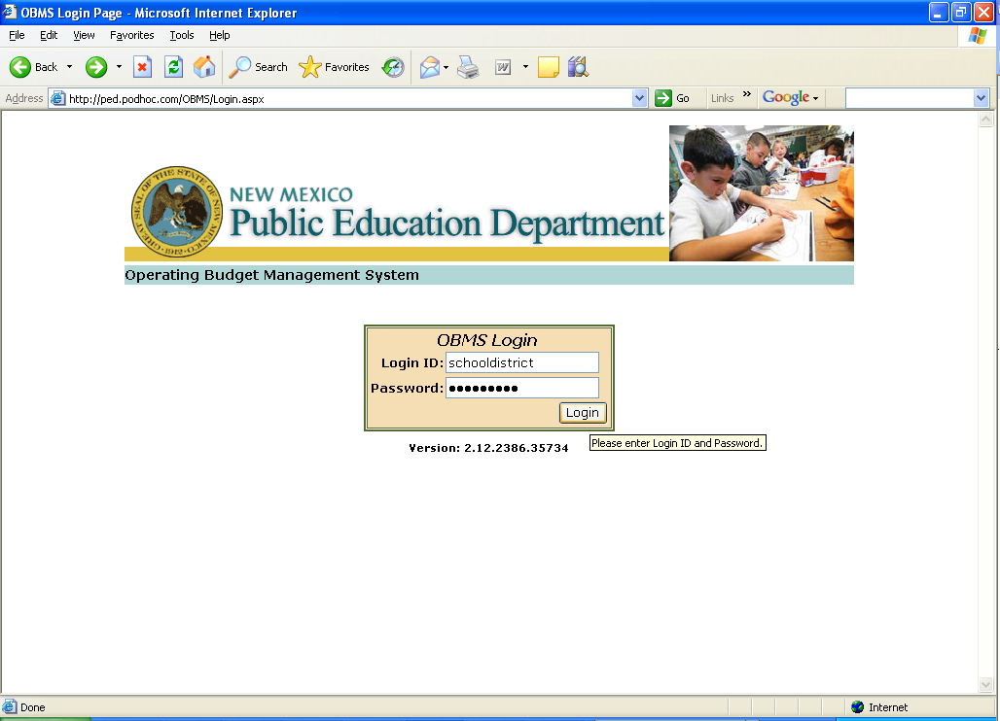 OBMS Login Page - Microsoft Internet Explorer
File Edit View Favorites Tools Help
Back Search Favorites
Address http://ped.podhoc.com/OBMS/Login.aspx Go Links » Google
GREAT SEAL OF THE STATE OF NEW MEXICO
1912
NEW MEXICO
Public Education Department
Operating Budget Management System
OBMS Login
Login ID: schooldistrict
Password: ●●●●●●●●●
Login
Please enter Login ID and Password.
Version: 2.12.2386.35734
Done Internet